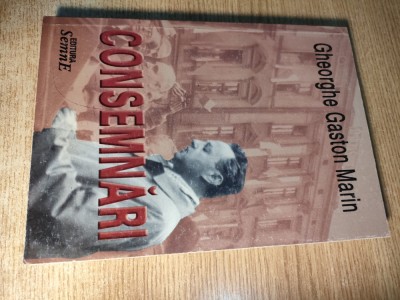 Gheorghe Gaston Marin
CONSEMNĂRI
EDITURA
SemnE